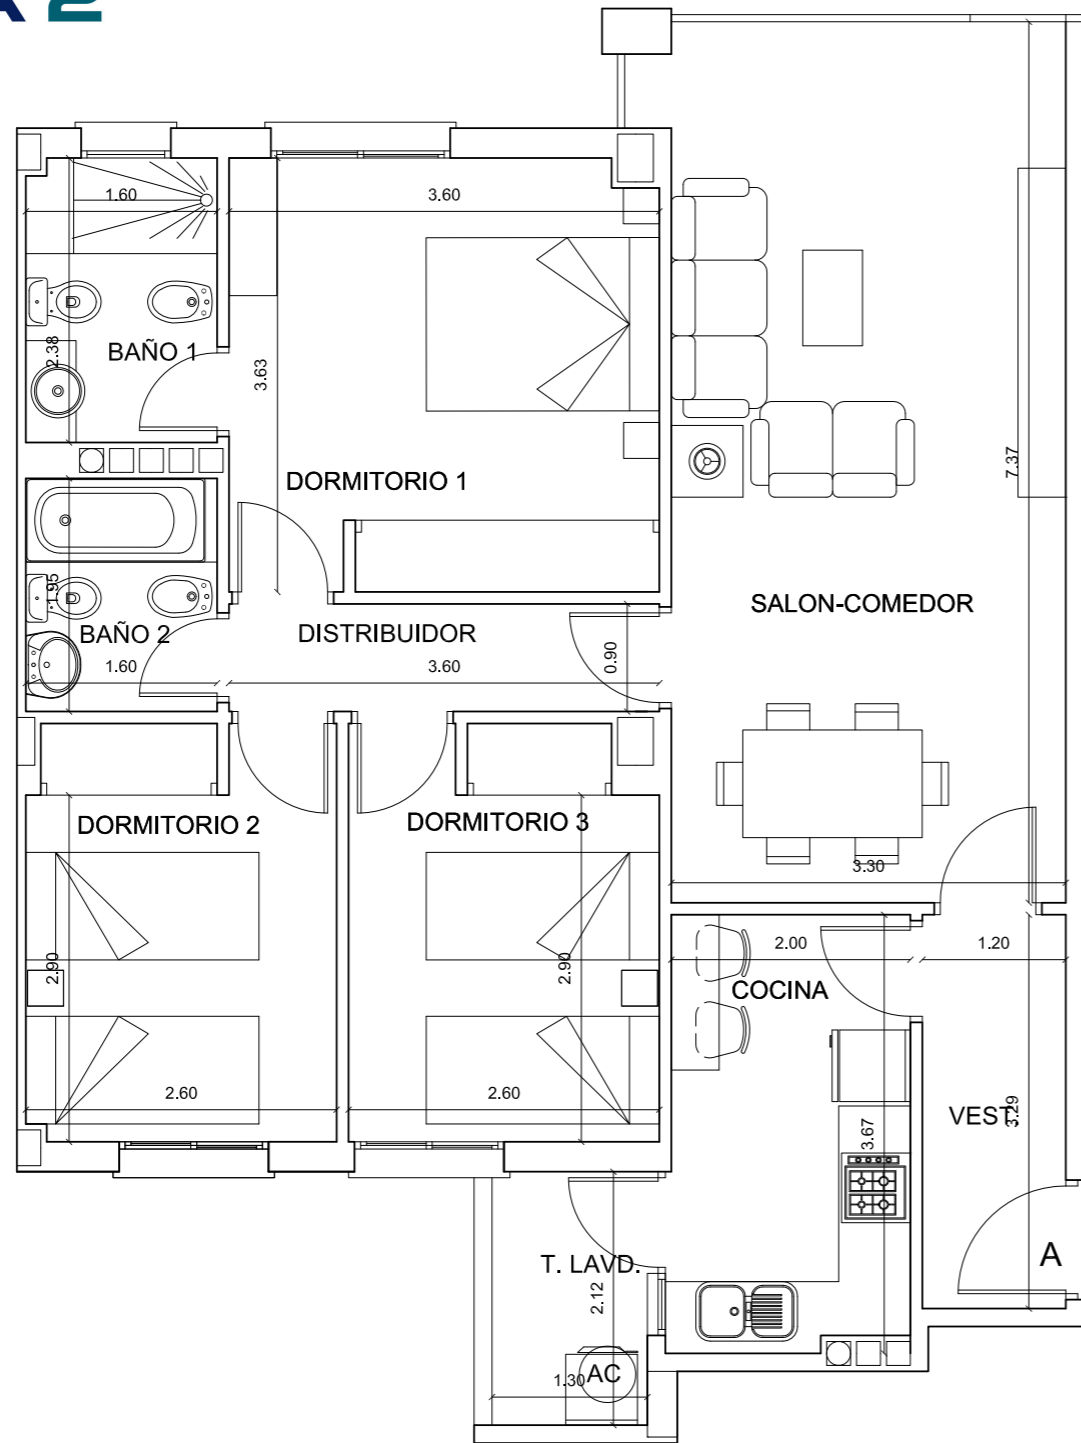 2
1.60
3.60
BAÑO 1
2.38
3.63
DORMITORIO 1
7.37
1.95
BAÑO 2
1.60
DISTRIBUIDOR
3.60
0.90
SALON-COMEDOR
DORMITORIO 2
DORMITORIO 3
3.30
2.90
2.90
2.00
1.20
COCINA
2.60
2.60
3.67
VEST.
3.29
T. LAVD.
2.12
A
1.30
AC